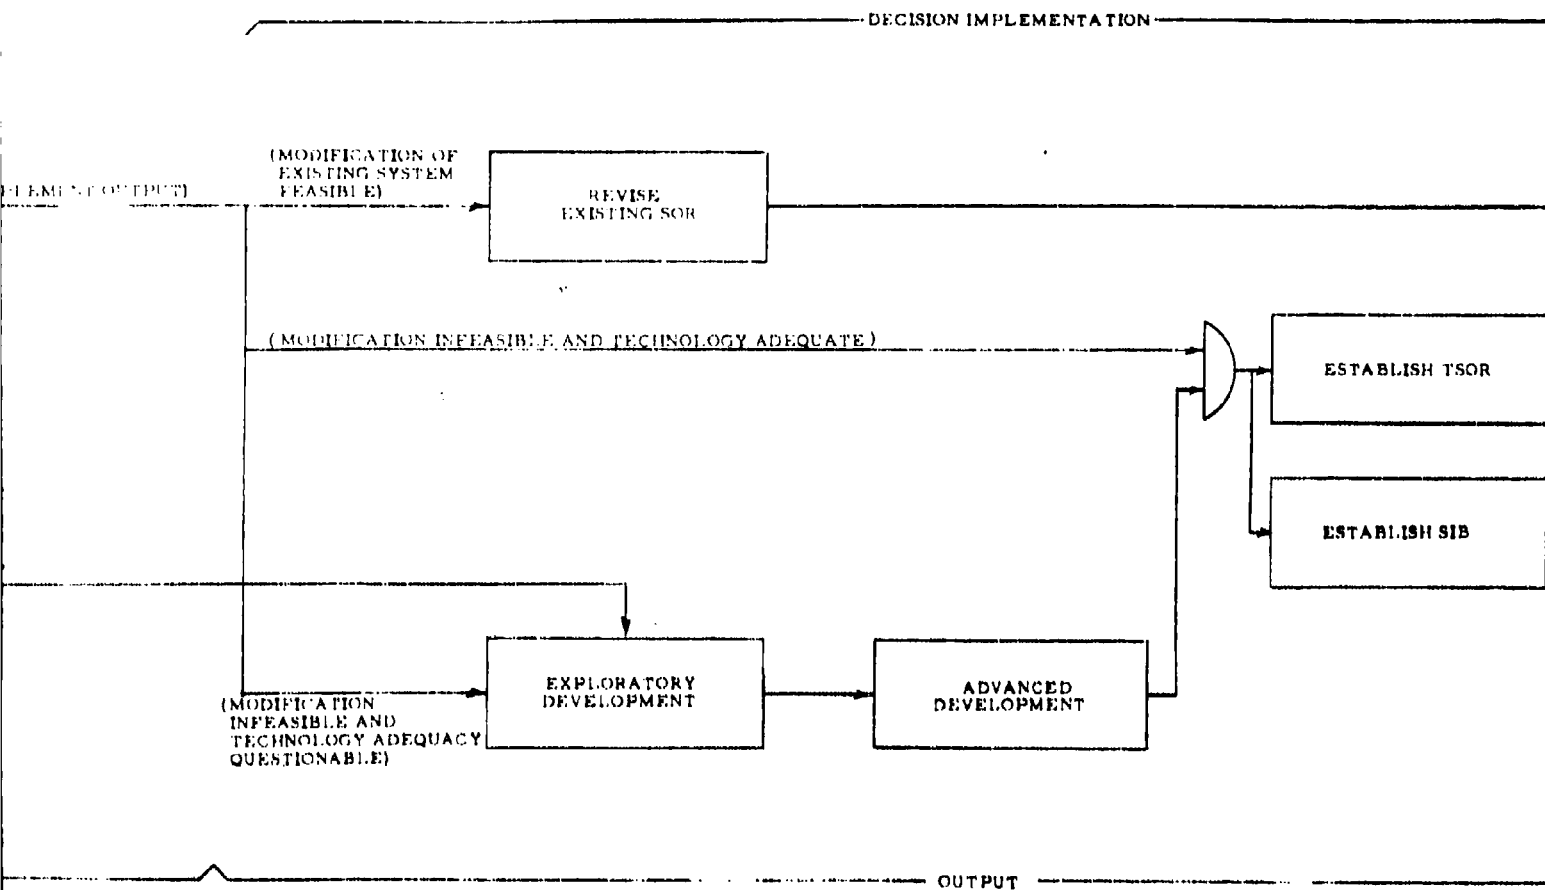 DECISION IMPLEMENTATION
(MODIFICATION OF
EXISTING SYSTEM
FEASIBLE)
OUTPUT)
REVISE
EXISTING SOR
(MODIFICATION INFEASIBLE AND TECHNOLOGY ADEQUATE)
ESTABLISH TSOR
ESTABLISH SIB
EXPLORATORY
DEVELOPMENT
ADVANCED
DEVELOPMENT
(MODIFICATION
INFEASIBLE AND
TECHNOLOGY ADEQUACY
QUESTIONABLE)
OUTPUT